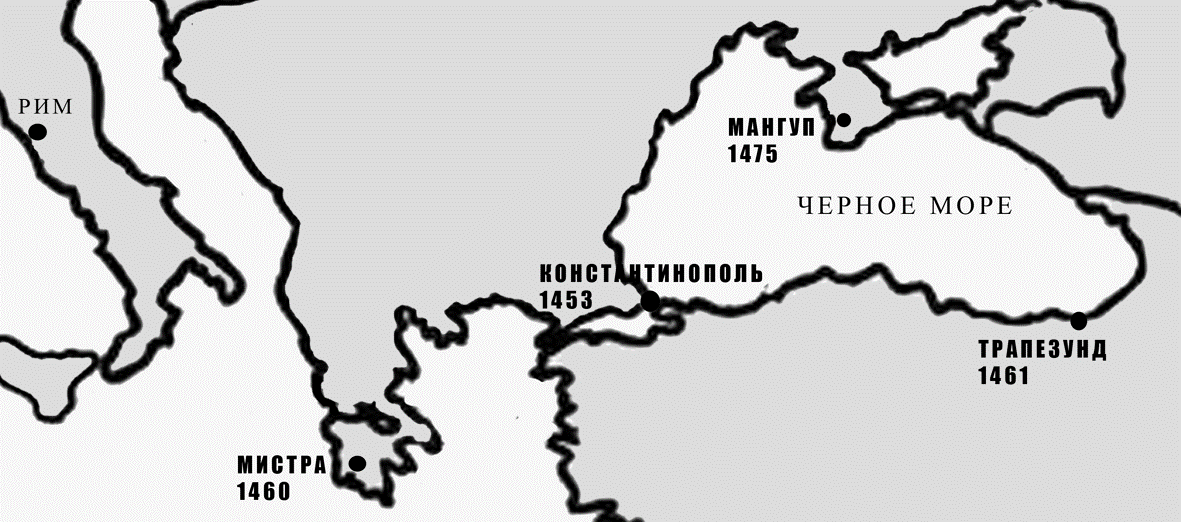 РИМ
МАНГУП
1475
ЧЕРНОЕ МОРЕ
КОНСТАНТИНОПОЛЬ
1453
ТРАПЕЗУНД
1461
МИСТРА
1460